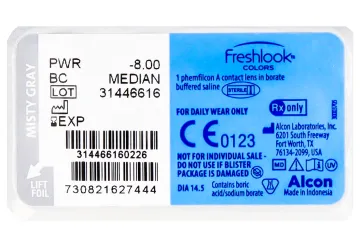 MISTY GRAY
PWR -8.00
BC MEDIAN
LOT 31446616
EXP
314466160226
LIFT
FOIL
730821627444
Freshlook™
COLORS
1 phemfilcon A contact lens in borate
buffered saline
STERILE
FOR DAILY WEAR ONLY
Rx only
CE 0123
Alcon Laboratories, Inc.
6201 South Freeway
Fort Worth, TX
76134-2099, USA
Made in Indonesia
NOT FOR INDIVIDUAL SALE-
DO NOT USE IF BLISTER
PACKAGE IS DAMAGED
DIA 14.5
Contains boric
acid/sodium borate
Alcon